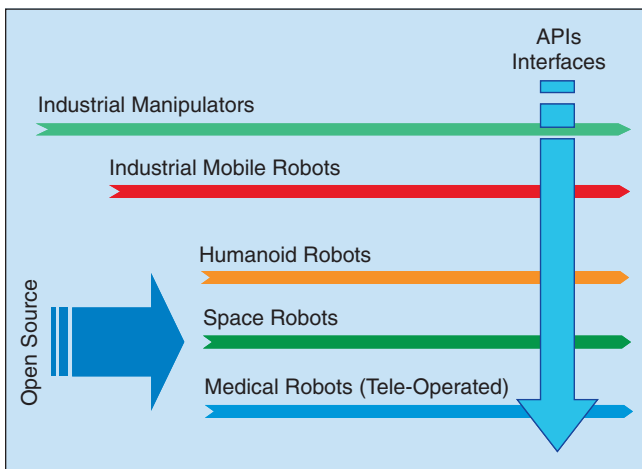 APIs
Interfaces
Industrial Manipulators
Industrial Mobile Robots
Humanoid Robots
Open Source
Space Robots
Medical Robots (Tele-Operated)